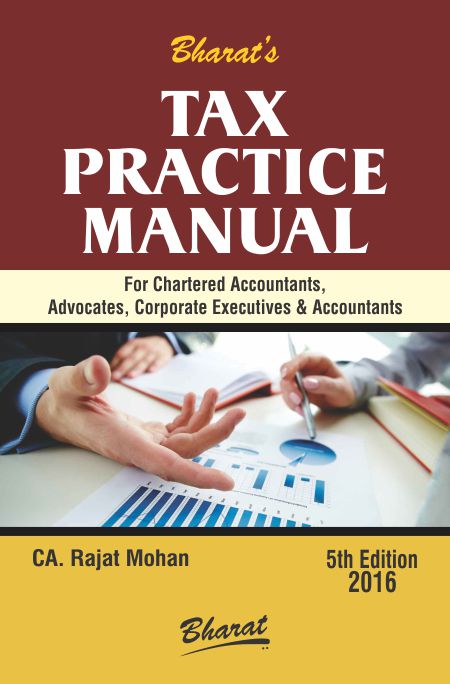 Bharat's
TAX
PRACTICE
MANUAL
For Chartered Accountants,
Advocates, Corporate Executives & Accountants
CA. Rajat Mohan
5th Edition
2016
Bharat